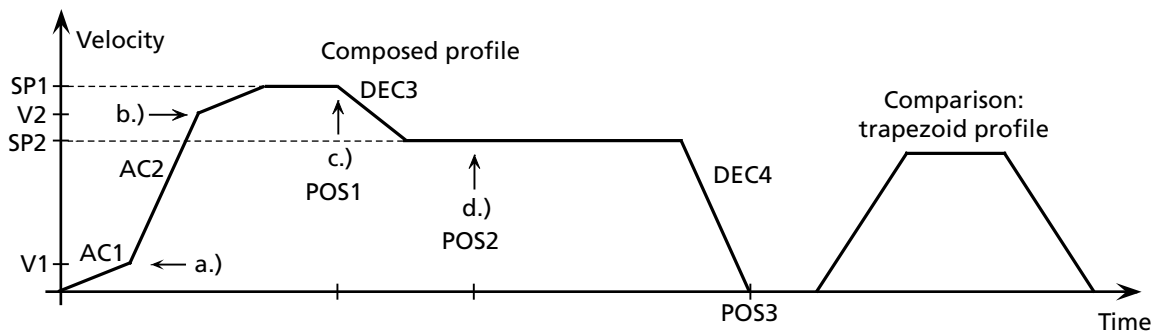 Velocity
Composed profile
SP1
DEC3
V2
b.)
Comparison:
trapezoid profile
SP2
c.)
AC2
POS1
DEC4
d.)
POS2
AC1
V1
a.)
POS3
Time